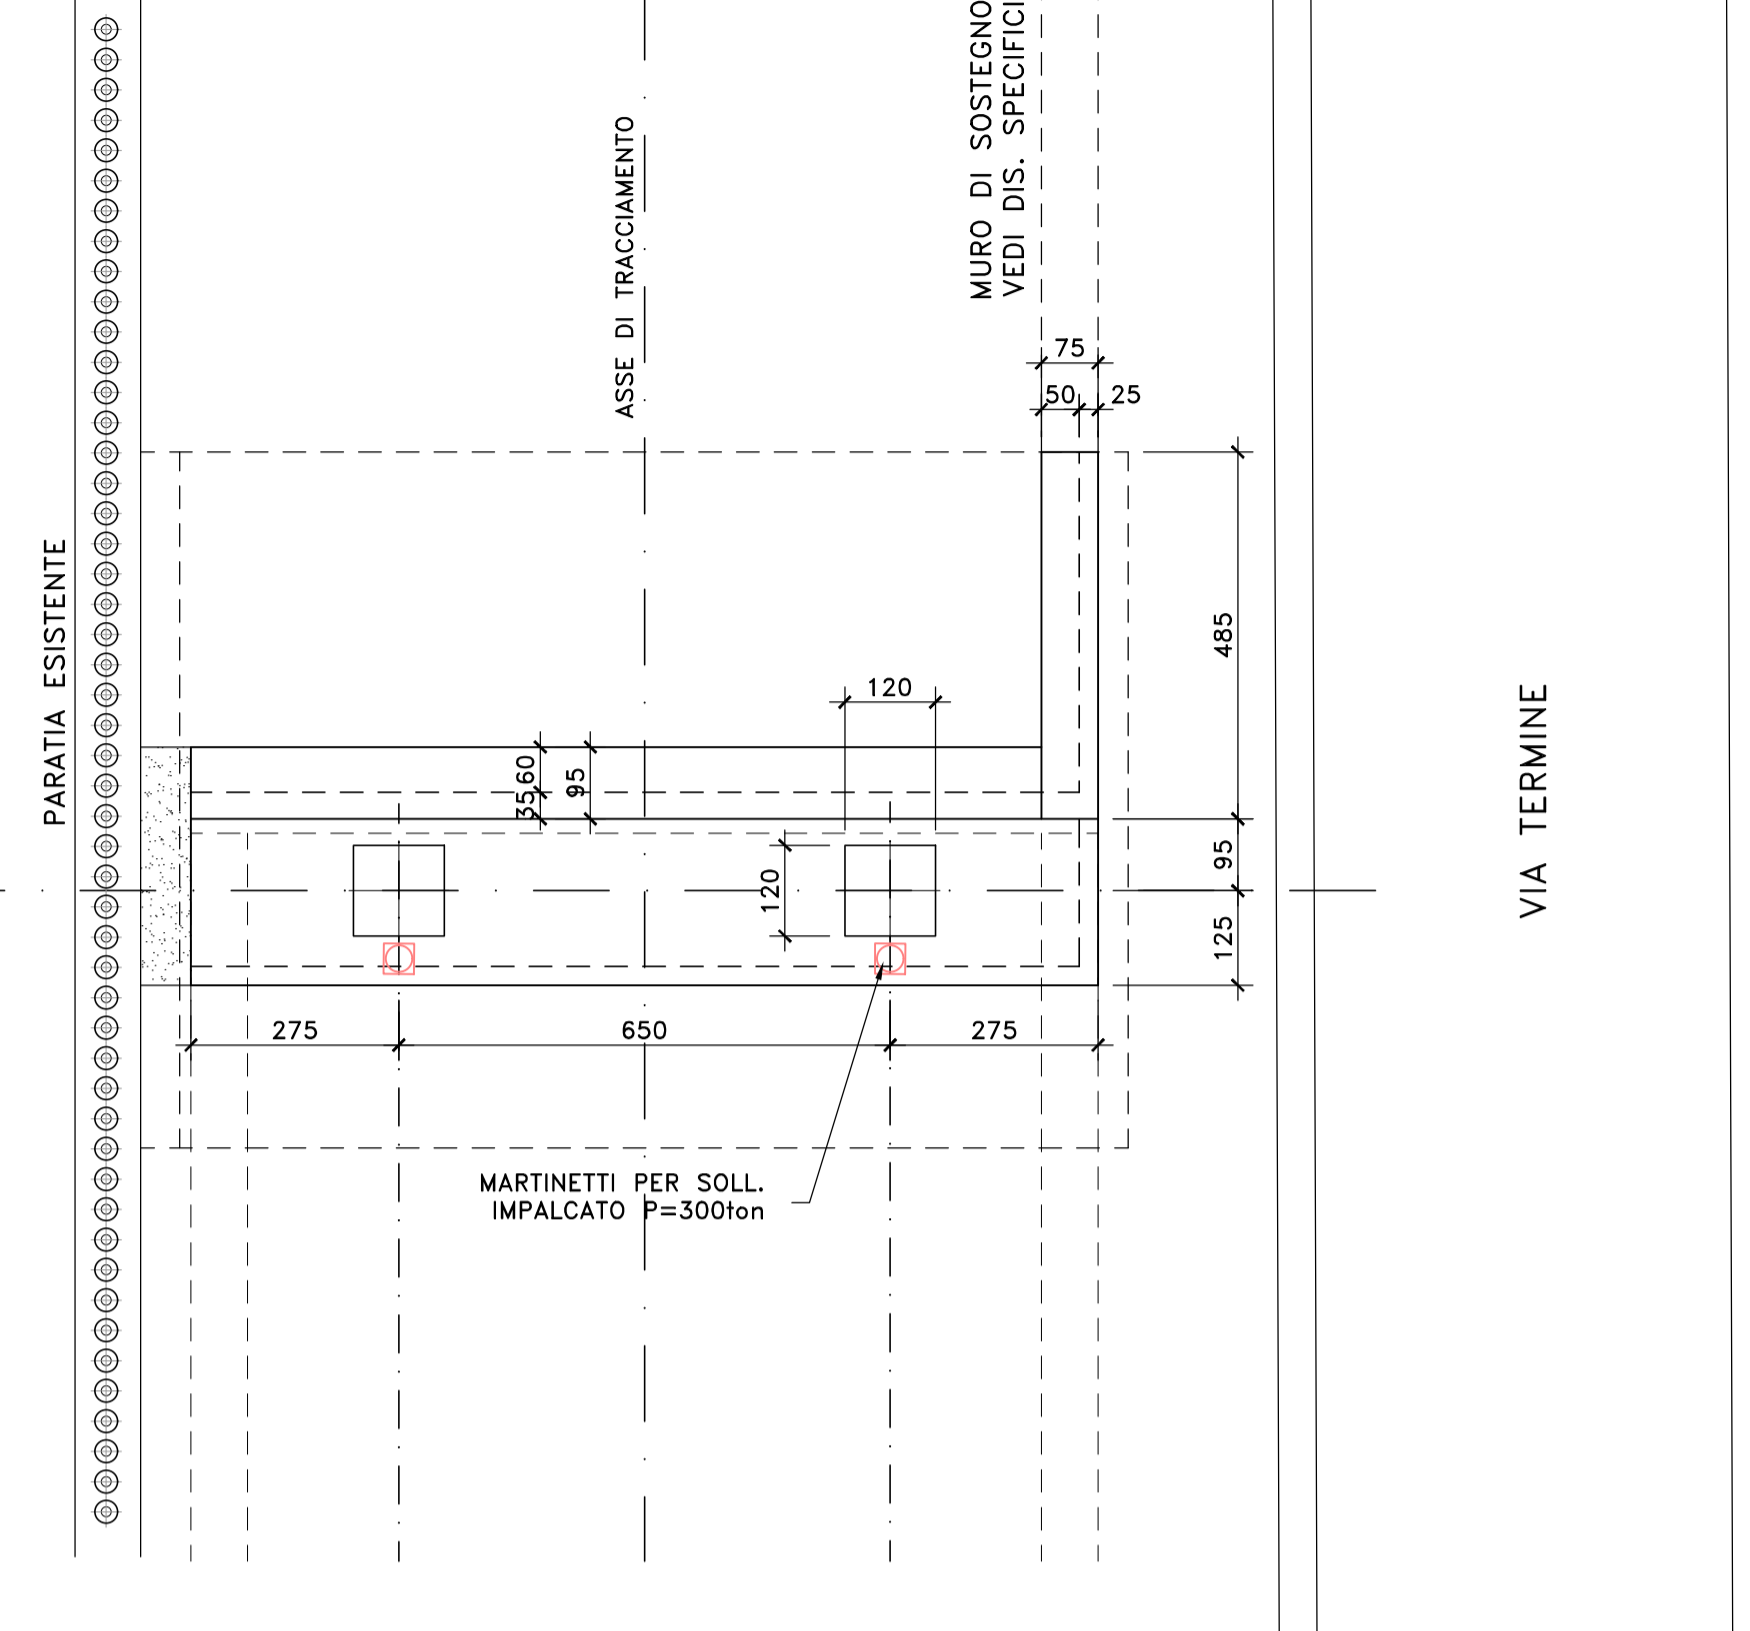 MURO DI SOSTEGNO
VEDI DIS. SPECIFICI
ASSE DI TRACCIAMENTO
75
50
25
PARATIA ESISTENTE
485
VIA TERMINE
120
60
35
95
95
120
125
275
650
275
MARTINETTI PER SOLL.
IMPALCATO P=300ton